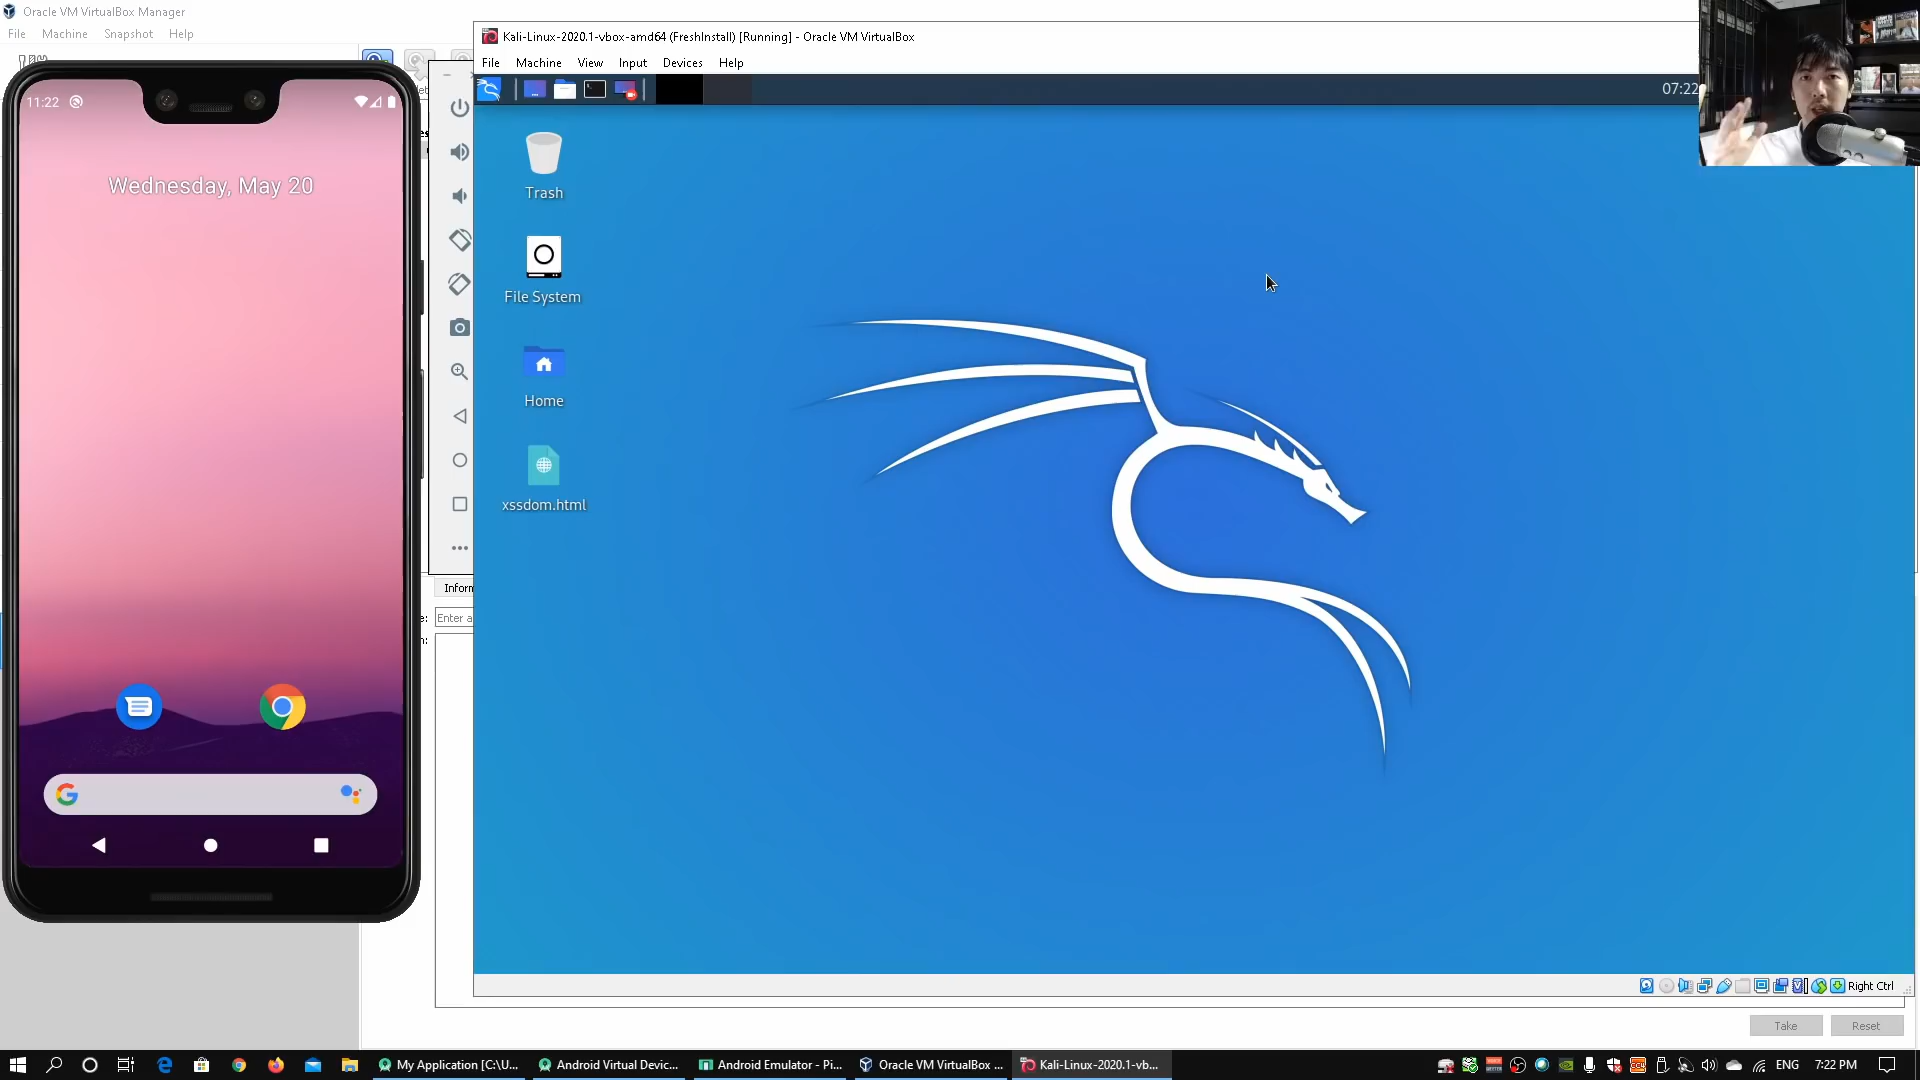 Oracle VM VirtualBox Manager
File Machine Snapshot Help
Kali-Linux-2020.1-vbox-amd64 (FreshInstall) [Running] - Oracle VM VirtualBox
File Machine View Input Devices Help
07:22
11:22
Wednesday, May 20
Trash
File System
Home
xssdom.html
Inform
Enter a
Right Ctrl
Take Reset
My Application [C:\U...
Android Virtual Devic...
Android Emulator - Pi...
Oracle VM VirtualBox ...
Kali-Linux-2020.1-vb...
ENG
7:22 PM